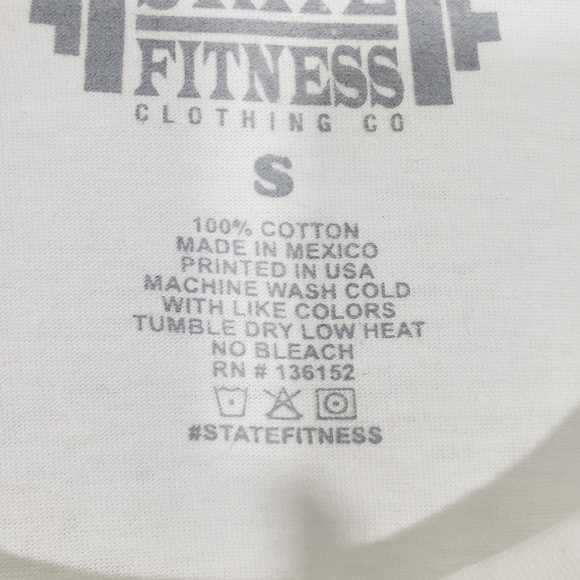 STATE
FITNESS
CLOTHING CO
S
100% COTTON
MADE IN MEXICO
PRINTED IN USA
MACHINE WASH COLD
WITH LIKE COLORS
TUMBLE DRY LOW HEAT
NO BLEACH
RN # 136152
#STATEFITNESS